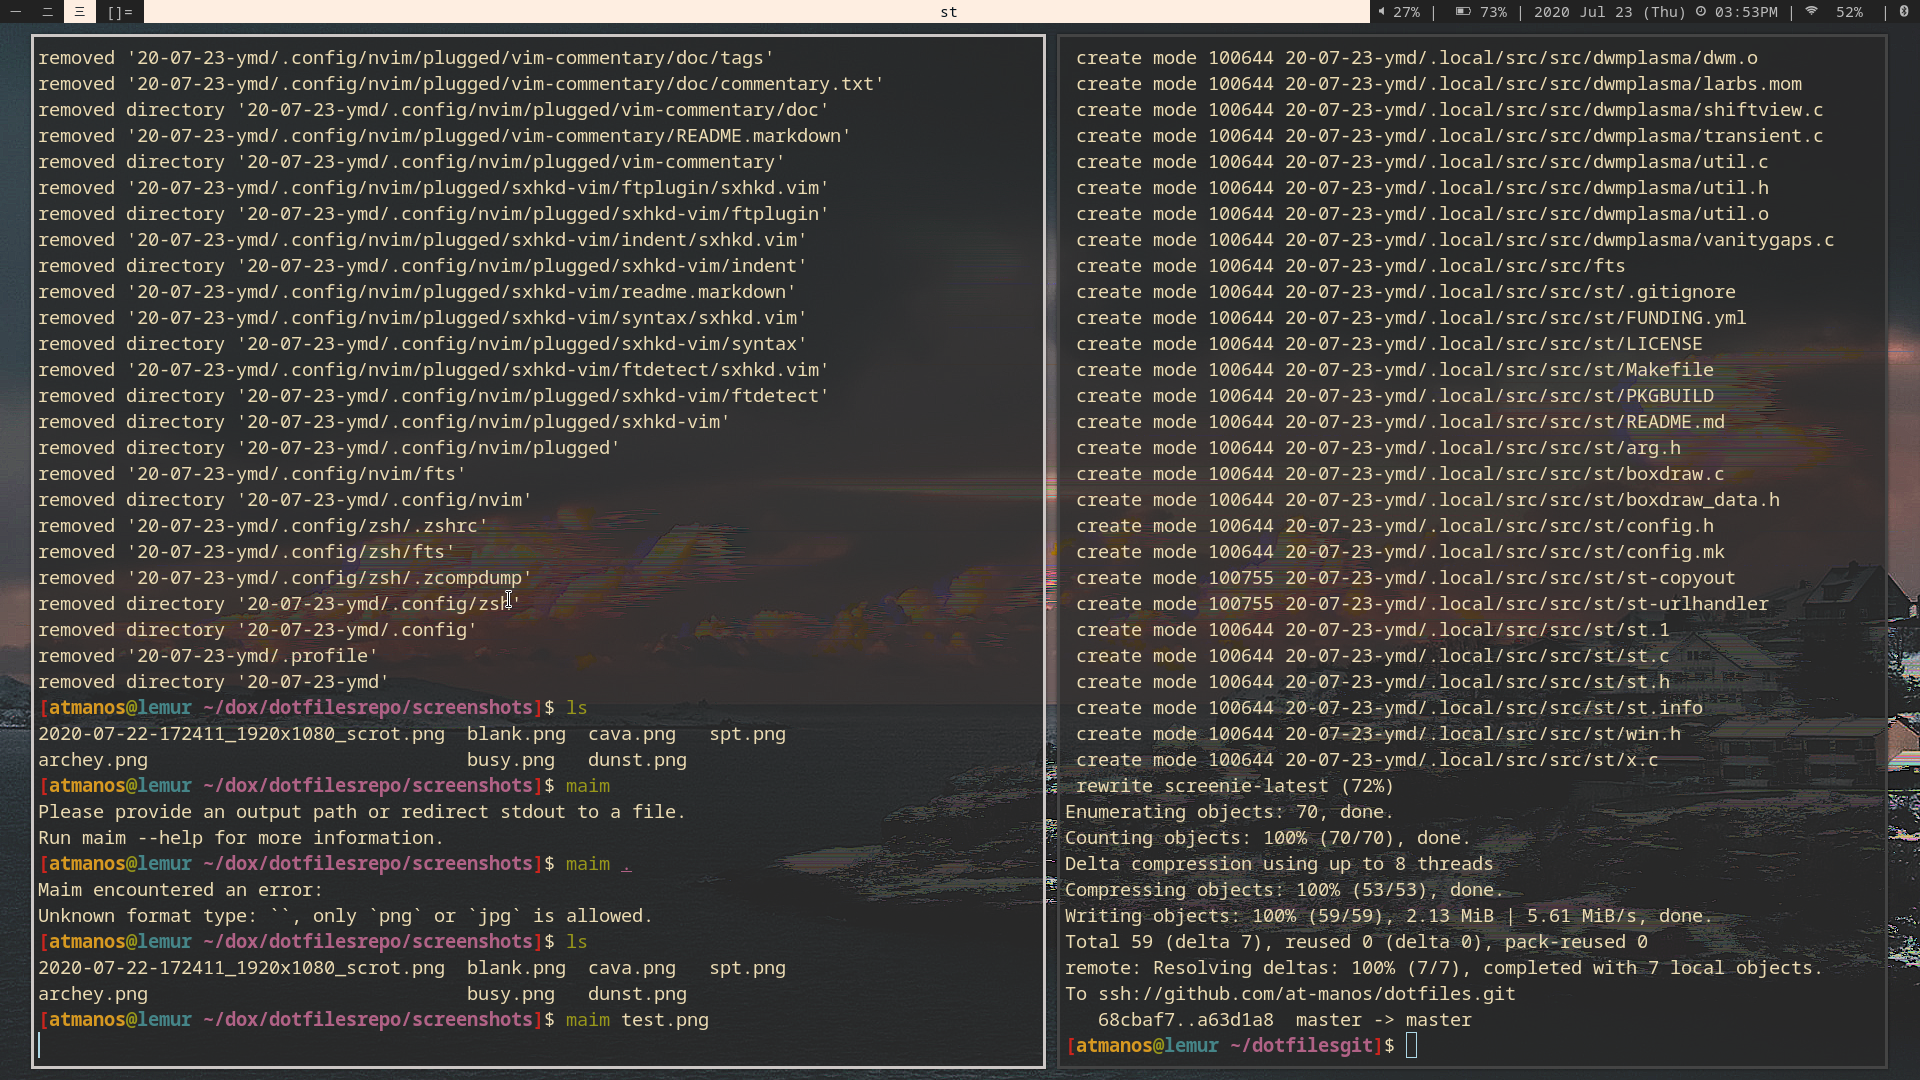 一 二 三 []= st 27% | 73% | 2020 Jul 23 (Thu) 03:53PM | 52% |
removed '20-07-23-ymd/.config/nvim/plugged/vim-commentary/doc/tags'
removed '20-07-23-ymd/.config/nvim/plugged/vim-commentary/doc/commentary.txt'
removed directory '20-07-23-ymd/.config/nvim/plugged/vim-commentary/doc'
removed '20-07-23-ymd/.config/nvim/plugged/vim-commentary/README.markdown'
removed directory '20-07-23-ymd/.config/nvim/plugged/vim-commentary'
removed '20-07-23-ymd/.config/nvim/plugged/sxhkd-vim/ftplugin/sxhkd.vim'
removed directory '20-07-23-ymd/.config/nvim/plugged/sxhkd-vim/ftplugin'
removed '20-07-23-ymd/.config/nvim/plugged/sxhkd-vim/indent/sxhkd.vim'
removed directory '20-07-23-ymd/.config/nvim/plugged/sxhkd-vim/indent'
removed '20-07-23-ymd/.config/nvim/plugged/sxhkd-vim/readme.markdown'
removed '20-07-23-ymd/.config/nvim/plugged/sxhkd-vim/syntax/sxhkd.vim'
removed directory '20-07-23-ymd/.config/nvim/plugged/sxhkd-vim/syntax'
removed '20-07-23-ymd/.config/nvim/plugged/sxhkd-vim/ftdetect/sxhkd.vim'
removed directory '20-07-23-ymd/.config/nvim/plugged/sxhkd-vim/ftdetect'
removed directory '20-07-23-ymd/.config/nvim/plugged/sxhkd-vim'
removed directory '20-07-23-ymd/.config/nvim/plugged'
removed '20-07-23-ymd/.config/nvim/fts'
removed directory '20-07-23-ymd/.config/nvim'
removed '20-07-23-ymd/.config/zsh/.zshrc'
removed '20-07-23-ymd/.config/zsh/fts'
removed '20-07-23-ymd/.config/zsh/.zcompdump'
removed directory '20-07-23-ymd/.config/zsh'
removed directory '20-07-23-ymd/.config'
removed '20-07-23-ymd/.profile'
removed directory '20-07-23-ymd'
[atmanos@lemur ~/dox/dotfilesrepo/screenshots]$ ls
2020-07-22-172411_1920x1080_scrot.png  blank.png  cava.png   spt.png
archey.png                             busy.png   dunst.png
[atmanos@lemur ~/dox/dotfilesrepo/screenshots]$ maim
Please provide an output path or redirect stdout to a file.
Run maim --help for more information.
[atmanos@lemur ~/dox/dotfilesrepo/screenshots]$ maim .
Maim encountered an error:
Unknown format type: ``, only `png` or `jpg` is allowed.
[atmanos@lemur ~/dox/dotfilesrepo/screenshots]$ ls
2020-07-22-172411_1920x1080_scrot.png  blank.png  cava.png   spt.png
archey.png                             busy.png   dunst.png
[atmanos@lemur ~/dox/dotfilesrepo/screenshots]$ maim test.png
create mode 100644 20-07-23-ymd/.local/src/src/dwmplasma/dwm.o
create mode 100644 20-07-23-ymd/.local/src/src/dwmplasma/larbs.mom
create mode 100644 20-07-23-ymd/.local/src/src/dwmplasma/shiftview.c
create mode 100644 20-07-23-ymd/.local/src/src/dwmplasma/transient.c
create mode 100644 20-07-23-ymd/.local/src/src/dwmplasma/util.c
create mode 100644 20-07-23-ymd/.local/src/src/dwmplasma/util.h
create mode 100644 20-07-23-ymd/.local/src/src/dwmplasma/util.o
create mode 100644 20-07-23-ymd/.local/src/src/dwmplasma/vanitygaps.c
create mode 100644 20-07-23-ymd/.local/src/src/fts
create mode 100644 20-07-23-ymd/.local/src/src/st/.gitignore
create mode 100644 20-07-23-ymd/.local/src/src/st/FUNDING.yml
create mode 100644 20-07-23-ymd/.local/src/src/st/LICENSE
create mode 100644 20-07-23-ymd/.local/src/src/st/Makefile
create mode 100644 20-07-23-ymd/.local/src/src/st/PKGBUILD
create mode 100644 20-07-23-ymd/.local/src/src/st/README.md
create mode 100644 20-07-23-ymd/.local/src/src/st/arg.h
create mode 100644 20-07-23-ymd/.local/src/src/st/boxdraw.c
create mode 100644 20-07-23-ymd/.local/src/src/st/boxdraw_data.h
create mode 100644 20-07-23-ymd/.local/src/src/st/config.h
create mode 100644 20-07-23-ymd/.local/src/src/st/config.mk
create mode 100755 20-07-23-ymd/.local/src/src/st/st-copyout
create mode 100755 20-07-23-ymd/.local/src/src/st/st-urlhandler
create mode 100644 20-07-23-ymd/.local/src/src/st/st.1
create mode 100644 20-07-23-ymd/.local/src/src/st/st.c
create mode 100644 20-07-23-ymd/.local/src/src/st/st.h
create mode 100644 20-07-23-ymd/.local/src/src/st/st.info
create mode 100644 20-07-23-ymd/.local/src/src/st/win.h
create mode 100644 20-07-23-ymd/.local/src/src/st/x.c
rewrite screenie-latest (72%)
Enumerating objects: 70, done.
Counting objects: 100% (70/70), done.
Delta compression using up to 8 threads
Compressing objects: 100% (53/53), done.
Writing objects: 100% (59/59), 2.13 MiB | 5.61 MiB/s, done.
Total 59 (delta 7), reused 0 (delta 0), pack-reused 0
remote: Resolving deltas: 100% (7/7), completed with 7 local objects.
To ssh://github.com/at-manos/dotfiles.git
   68cbaf7..a63d1a8  master -> master
[atmanos@lemur ~/dotfilesgit]$